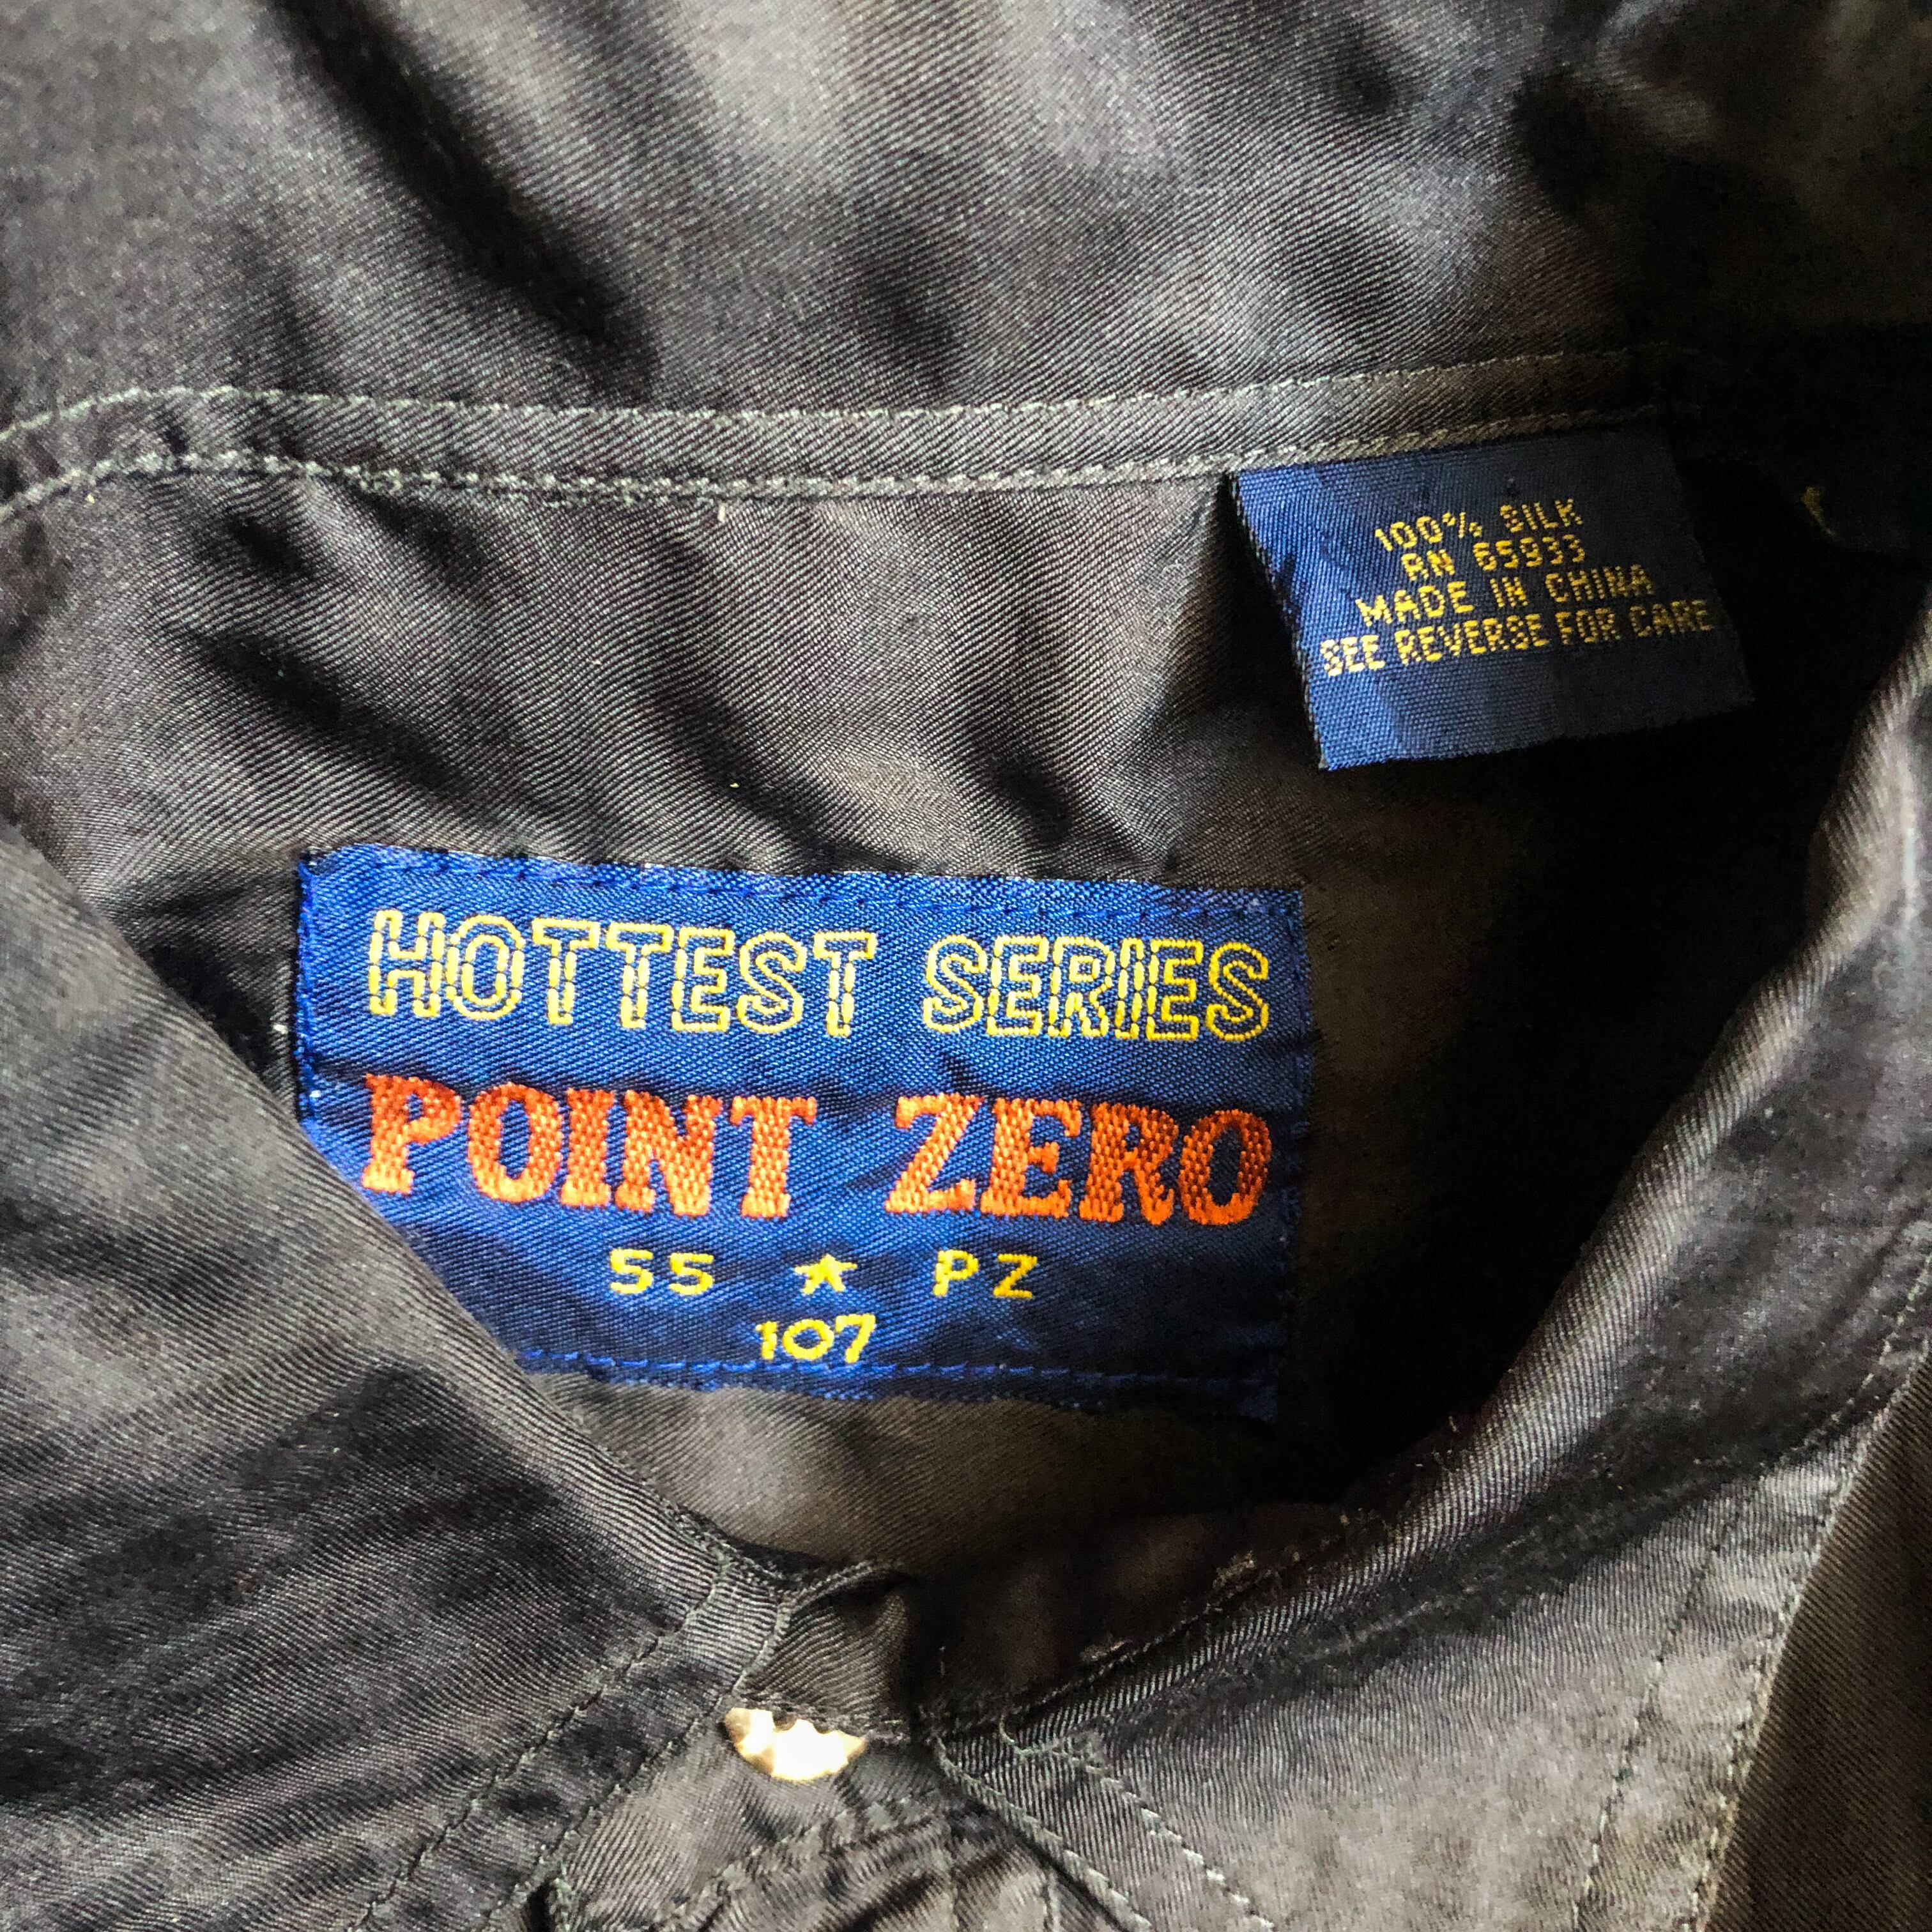 100% SILK
RN 65933
MADE IN CHINA
SEE REVERSE FOR CARE
HOTTEST SERIES
POINT ZERO
55 ★ PZ
107